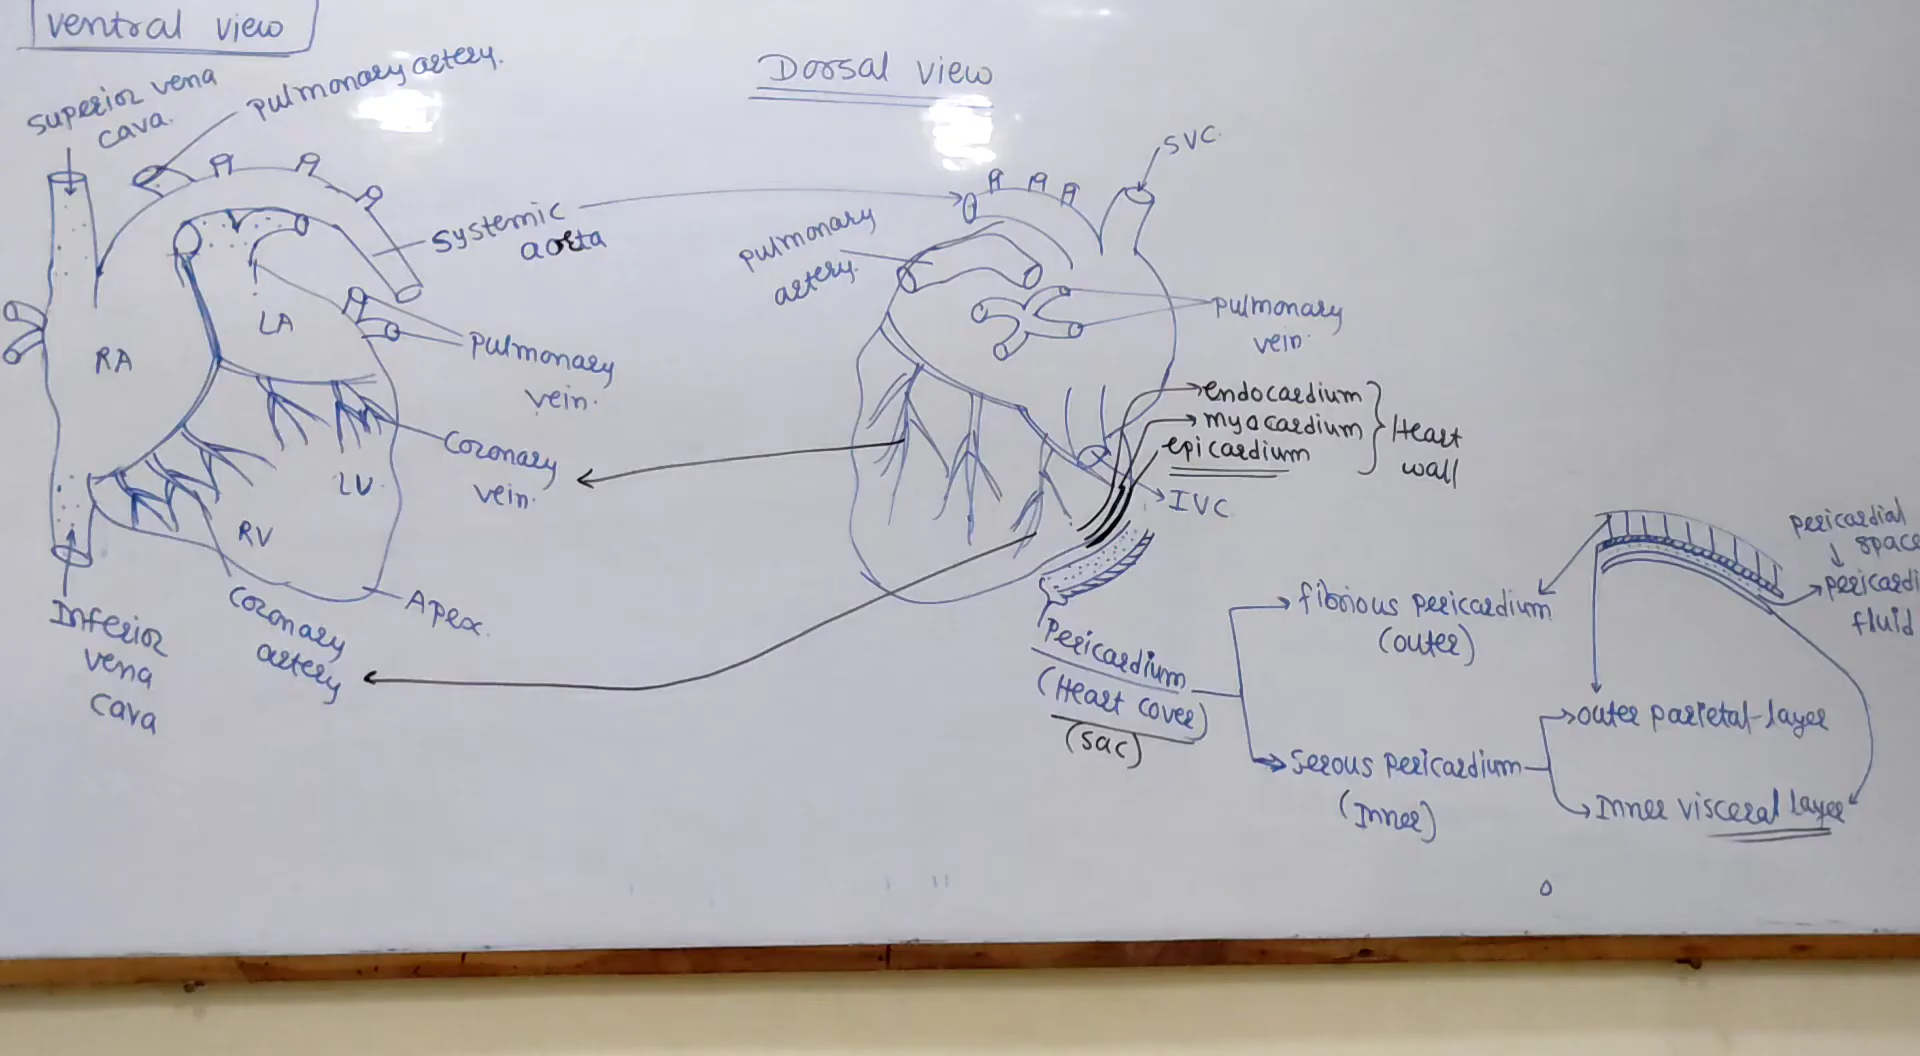 ventral view
superior vena
cava.
pulmonary artery.
systemic
aorta
LA
RA
pulmonary
vein.
coronary
vein.
LV
RV
Apex.
coronary
artery
Inferior
vena
cava
Dorsal view
SVC.
pulmonary
artery.
pulmonary
vein
endocardium
myocardium
epicardium
Heart
wall
IVC
Pericardium
(Heart cover)
(sac)
fibrious pericardium
(outer)
serous pericardium
(Inner)
outer parietal-layer
Inner visceral layer
pericardial
space
pericardi
fluid